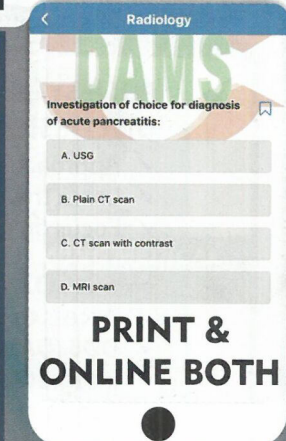 Radiology
DAMS
Investigation of choice for diagnosis
of acute pancreatitis:
A. USG
B. Plain CT scan
C. CT scan with contrast
D. MRI scan
PRINT &
ONLINE BOTH